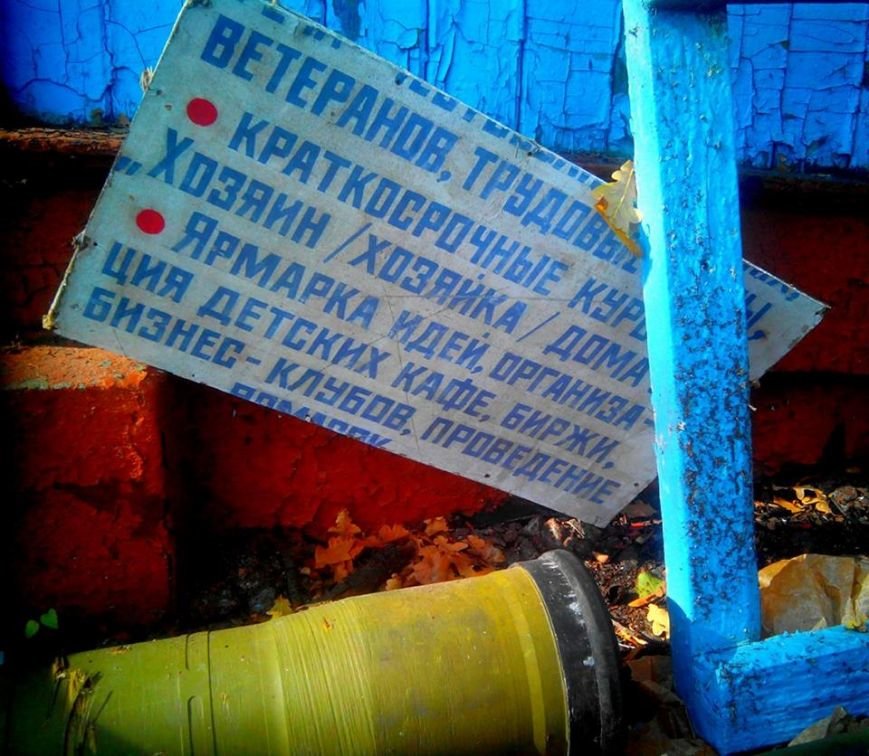 ВЕТЕРАНОВ, ТРУДОВЫ
КРАТКОСРОЧНЫЕ КУРС
„ХОЗЯИН / ХОЗЯЙКА / ДОМА
ЯРМАРКА ИДЕЙ, ОРГАНИЗА-
ЦИЯ ДЕТСКИХ КАФЕ, БИРЖИ,
БИЗНЕС- КЛУБОВ, ПРОВЕДЕНИЕ